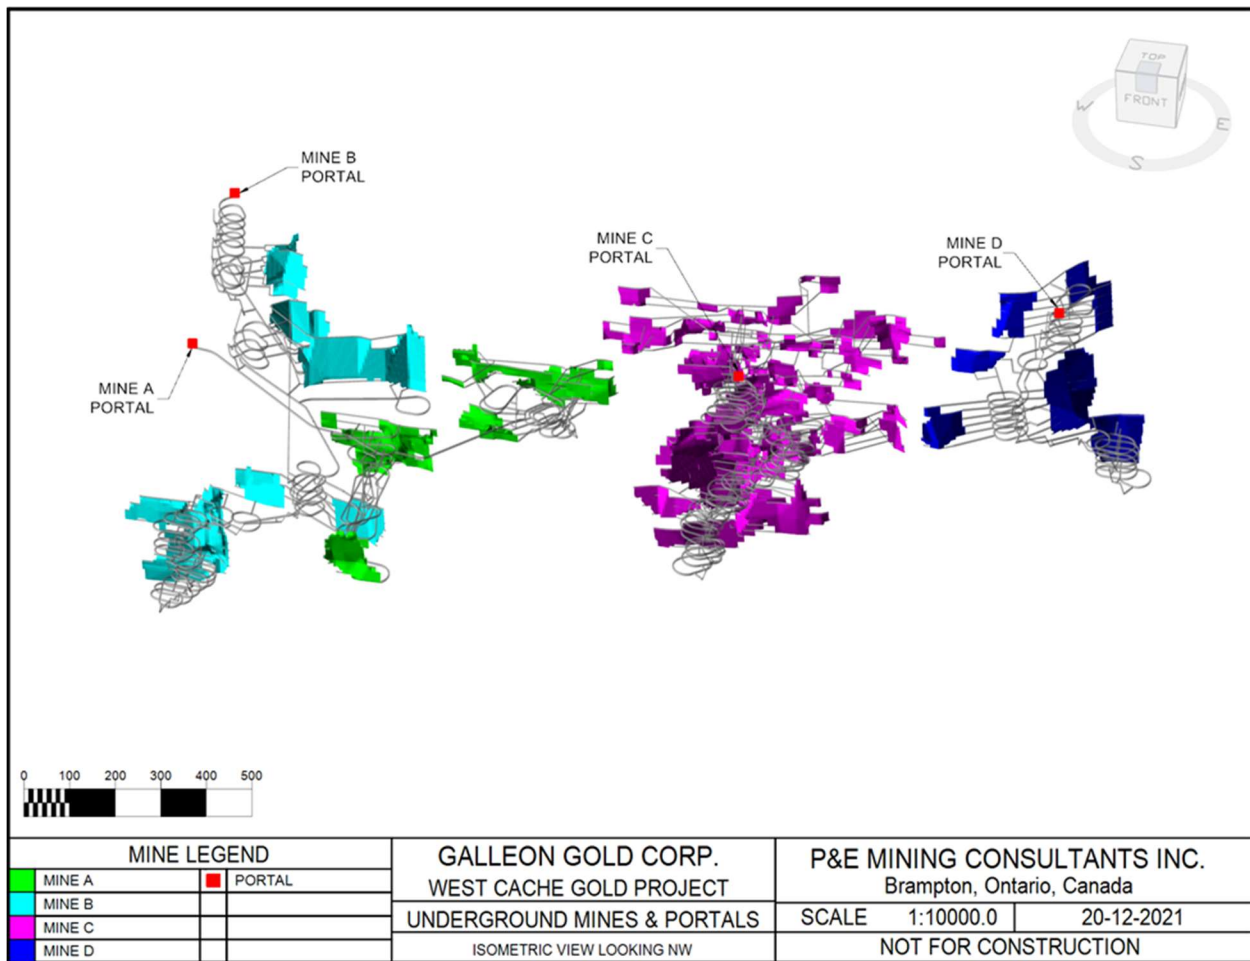 TOP
FRONT
W
E
S
MINE B
PORTAL
MINE C
PORTAL
MINE D
PORTAL
MINE A
PORTAL
0 100 200 300 400 500
MINE LEGEND
MINE A PORTAL
MINE B
MINE C
MINE D
GALLEON GOLD CORP.
WEST CACHE GOLD PROJECT
UNDERGROUND MINES & PORTALS
ISOMETRIC VIEW LOOKING NW
P&E MINING CONSULTANTS INC.
Brampton, Ontario, Canada
SCALE 1:10000.0 20-12-2021
NOT FOR CONSTRUCTION